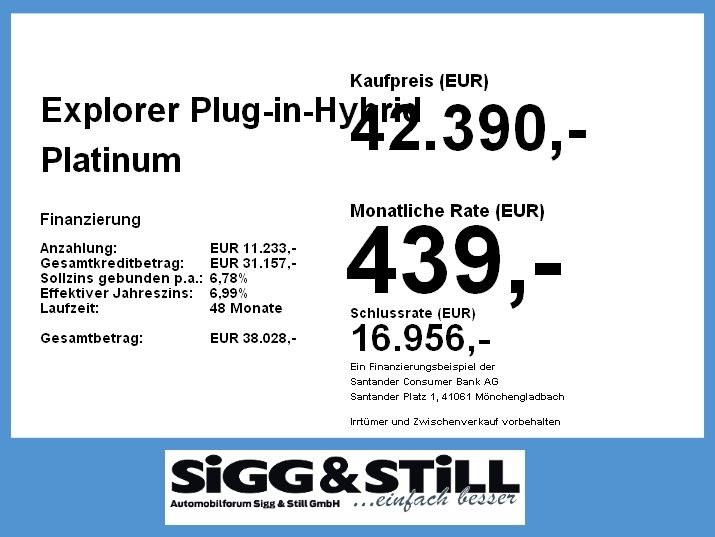 Kaufpreis (EUR)
Explorer Plug-in-Hybrid
42.390,-
Platinum
Finanzierung
Anzahlung: EUR 11.233,-
Gesamtkreditbetrag: EUR 31.157,-
Sollzins gebunden p.a.: 6,78%
Effektiver Jahreszins: 6,99%
Laufzeit: 48 Monate
Gesamtbetrag: EUR 38.028,-
Monatliche Rate (EUR)
439,-
Schlussrate (EUR)
16.956,-
Ein Finanzierungsbeispiel der
Santander Consumer Bank AG
Santander Platz 1, 41061 Mönchengladbach
Irrtümer und Zwischenverkauf vorbehalten
SiGG & STiLL
Automobilforum Sigg & Still GmbH ...einfach besser